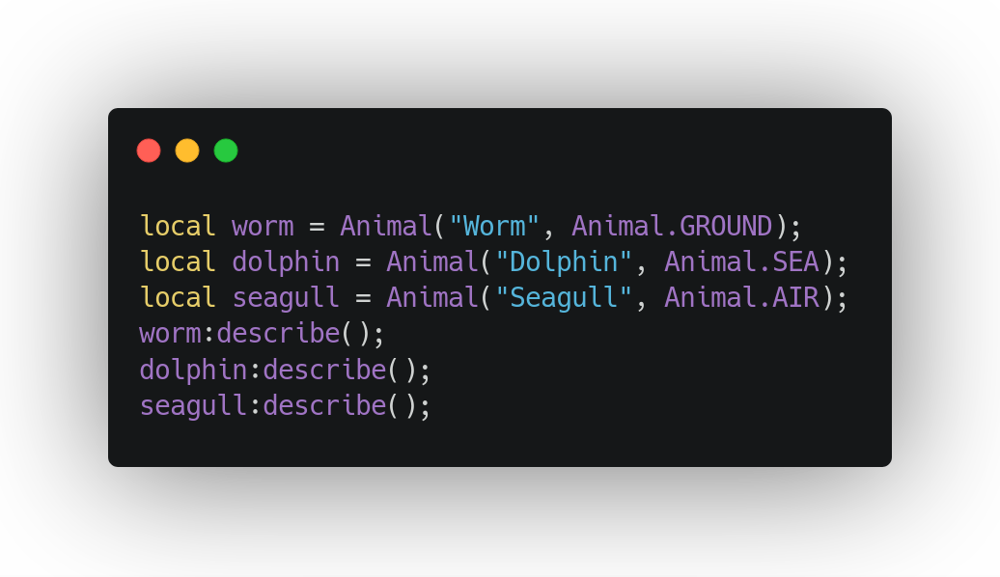 local worm = Animal("Worm", Animal.GROUND);
local dolphin = Animal("Dolphin", Animal.SEA);
local seagull = Animal("Seagull", Animal.AIR);
worm:describe();
dolphin:describe();
seagull:describe();